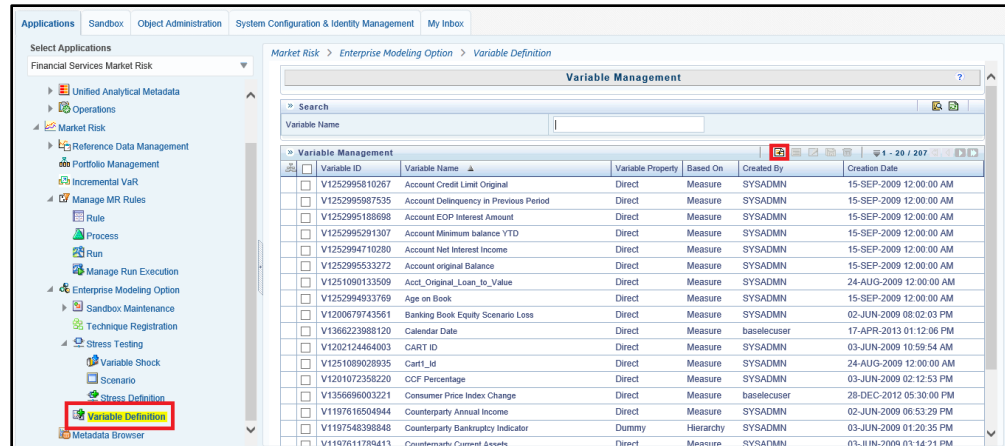 Applications Sandbox Object Administration System Configuration & Identity Management My Inbox
Select Applications
Financial Services Market Risk
Unified Analytical Metadata
Operations
Market Risk
Reference Data Management
Portfolio Management
Incremental VaR
Manage MR Rules
Rule
Process
Run
Manage Run Execution
Enterprise Modeling Option
Sandbox Maintenance
Technique Registration
Stress Testing
Variable Shock
Scenario
Stress Definition
Variable Definition
Metadata Browser
Market Risk > Enterprise Modeling Option > Variable Definition
Variable Management ?
» Search
Variable Name
» Variable Management 1 - 20 / 207
Variable ID Variable Name Variable Property Based On Created By Creation Date
V1252995810267 Account Credit Limit Original Direct Measure SYSADMN 15-SEP-2009 12:00:00 AM
V1252995987535 Account Delinquency in Previous Period Direct Measure SYSADMN 15-SEP-2009 12:00:00 AM
V1252995188698 Account EOP Interest Amount Direct Measure SYSADMN 15-SEP-2009 12:00:00 AM
V1252995291307 Account Minimum balance YTD Direct Measure SYSADMN 15-SEP-2009 12:00:00 AM
V1252994710280 Account Net Interest Income Direct Measure SYSADMN 15-SEP-2009 12:00:00 AM
V1252995533272 Account original Balance Direct Measure SYSADMN 15-SEP-2009 12:00:00 AM
V1251090133509 Acct_Original_Loan_to_Value Direct Measure SYSADMN 24-AUG-2009 12:00:00 AM
V1252994933769 Age on Book Direct Measure SYSADMN 15-SEP-2009 12:00:00 AM
V1200679743561 Banking Book Equity Scenario Loss Direct Measure SYSADMN 02-JUN-2009 08:02:03 PM
V1366223988120 Calendar Date Direct Measure baselecuser 17-APR-2013 01:12:06 PM
V1202124464003 CART ID Direct Measure SYSADMN 03-JUN-2009 10:59:54 AM
V1251089028935 Cart1_Id Direct Measure SYSADMN 24-AUG-2009 12:00:00 AM
V1201072358220 CCF Percentage Direct Measure SYSADMN 03-JUN-2009 02:12:53 PM
V1356696003221 Consumer Price Index Change Direct Measure baselecuser 28-DEC-2012 05:30:00 PM
V1197616504944 Counterparty Annual Income Direct Measure SYSADMN 02-JUN-2009 06:53:29 PM
V1197548398848 Counterparty Bankruptcy Indicator Dummy Hierarchy SYSADMN 03-JUN-2009 01:20:35 PM
V1197611789413 Counterparty Current Assets Direct Measure SYSADMN 03-JUN-2009 03:14:21 PM